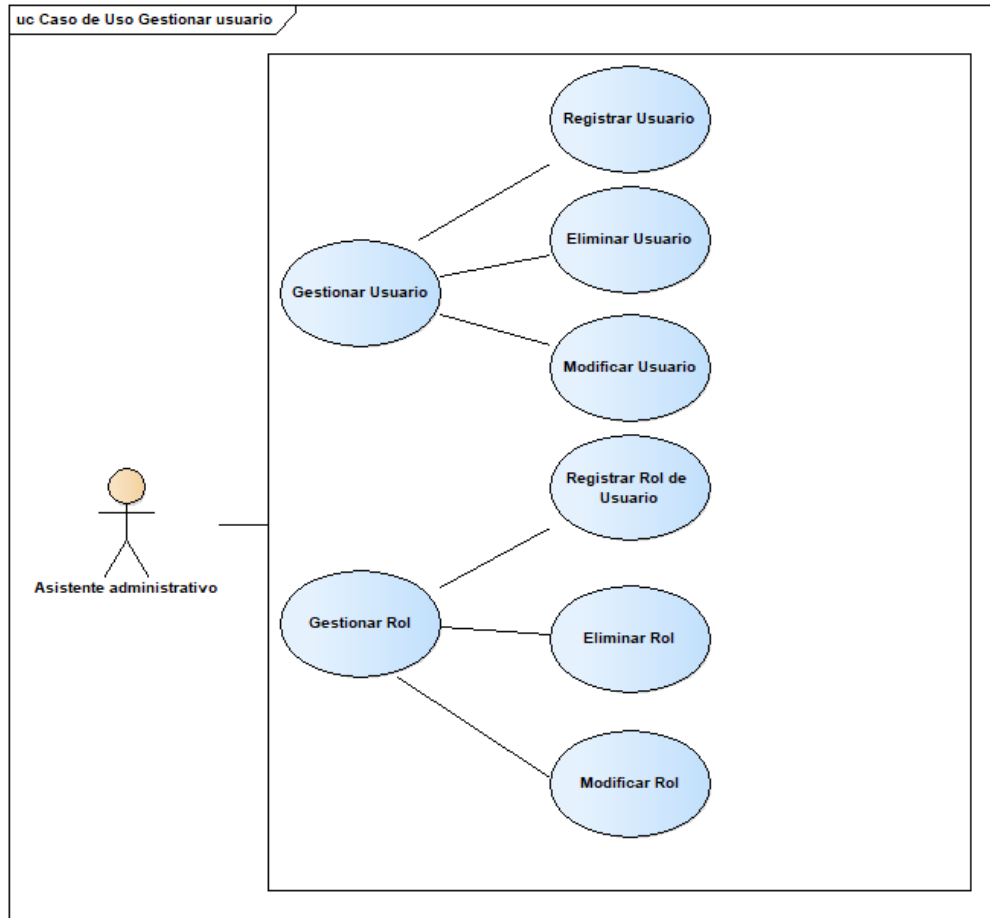 uc Caso de Uso Gestionar usuario
Registrar Usuario
Eliminar Usuario
Gestionar Usuario
Modificar Usuario
Registrar Rol de
Usuario
Asistente administrativo
Gestionar Rol
Eliminar Rol
Modificar Rol